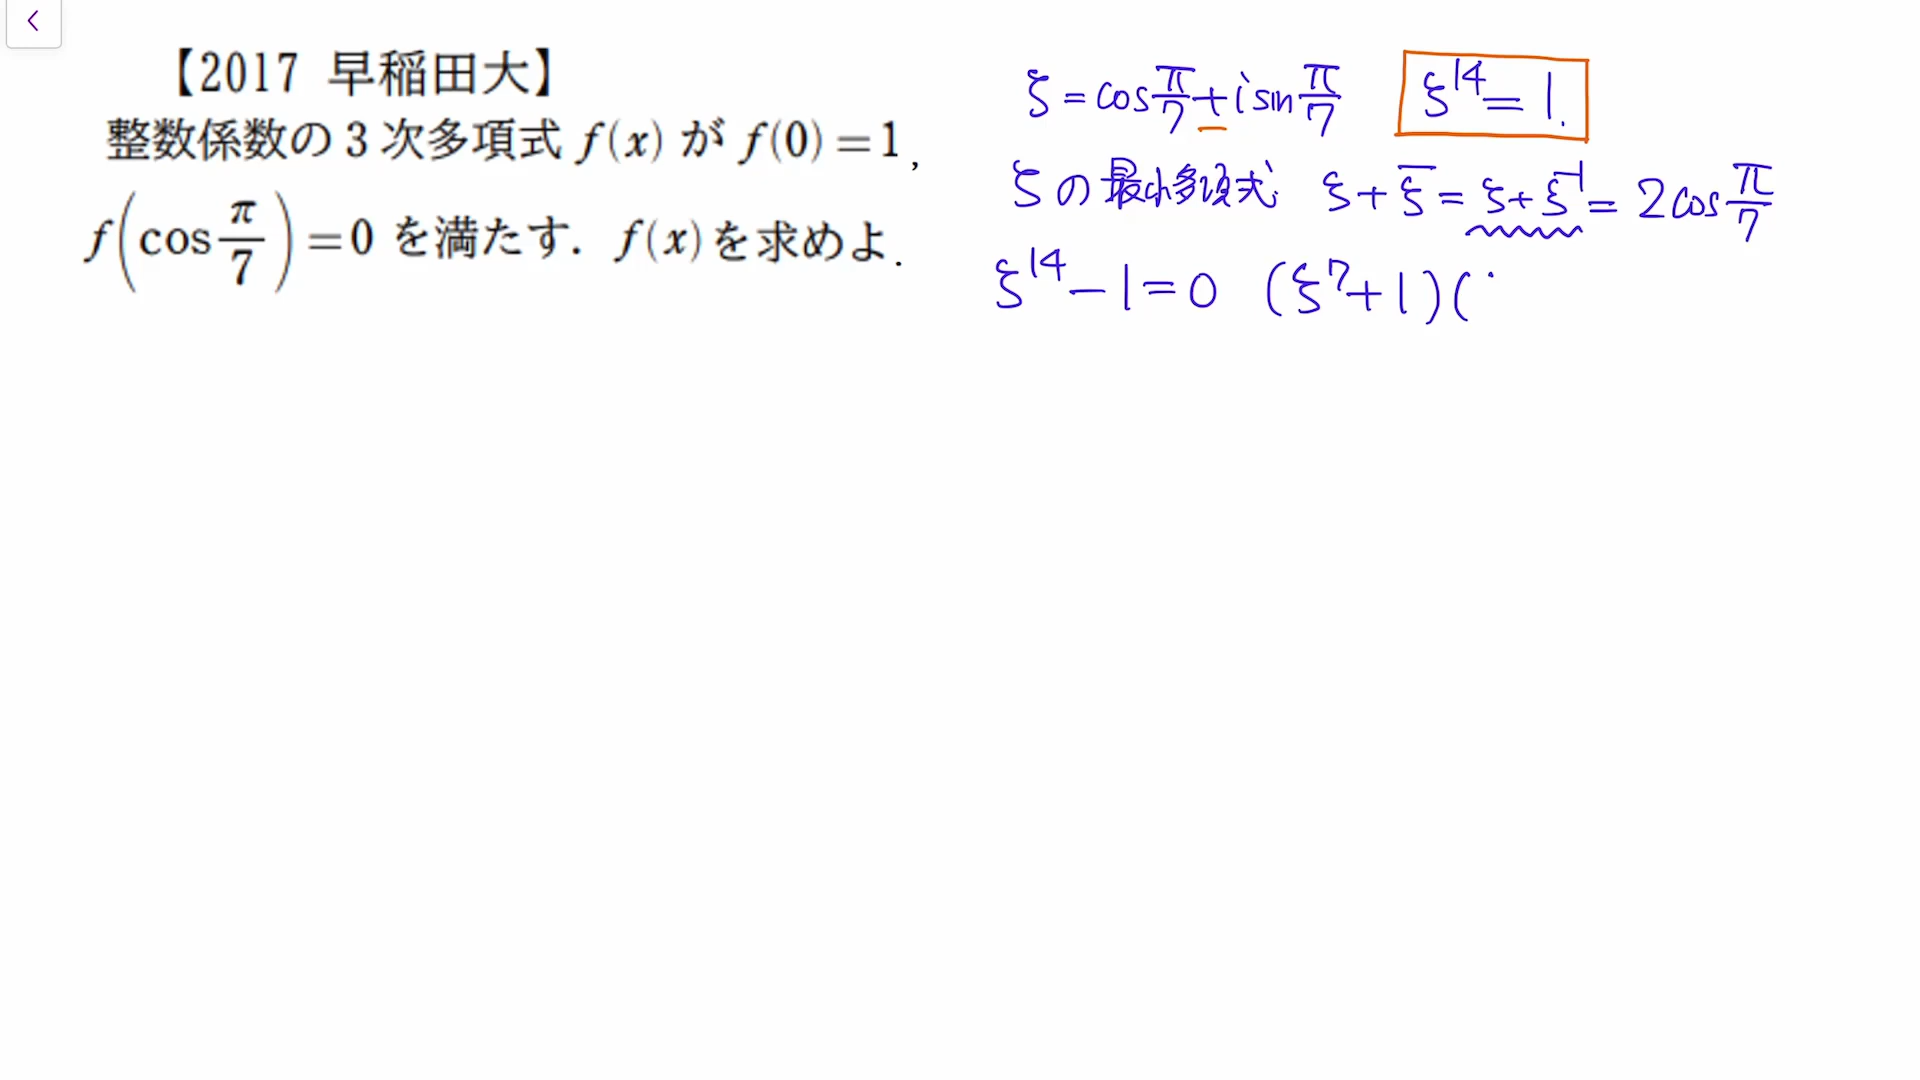 【2017 早稲田大】
整数係数の 3 次多項式 f(x) が f(0)=1,
f(cos π/7)=0 を満たす. f(x)を求めよ.
ξ = cos π/7 + i sin π/7 ξ^14 = 1.
ξ の 最小多項式. ξ + ξ̄ = ξ + ξ^-1 = 2cos π/7
ξ^14 - 1 = 0 (ξ^7 + 1)(